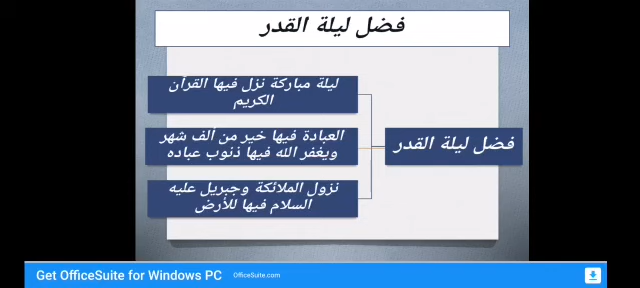 فضل ليلة القدر
فضل ليلة القدر
ليلة مباركة نزل فيها القرآن
الكريم
العبادة فيها خير من ألف شهر
ويغفر الله فيها ذنوب عباده
نزول الملائكة وجبريل عليه
السلام فيها للأرض
Get OfficeSuite for Windows PC
OfficeSuite.com